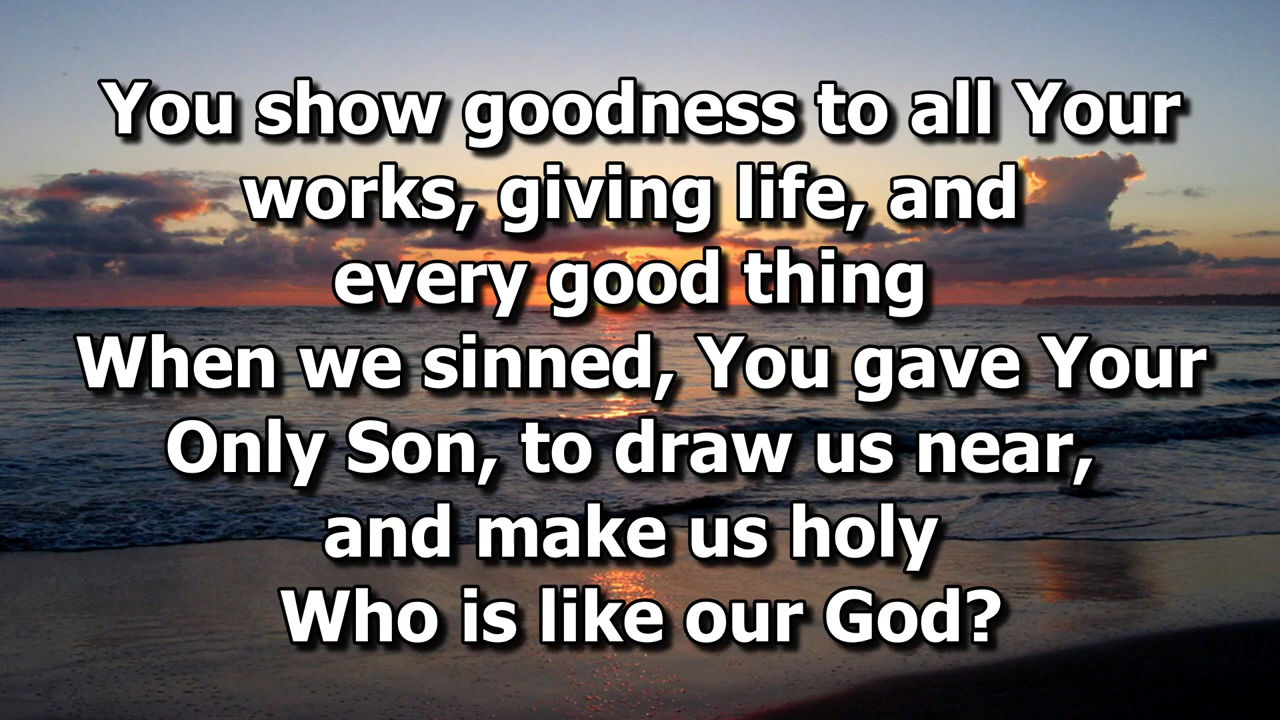 You show goodness to all Your
works, giving life, and
every good thing
When we sinned, You gave Your
Only Son, to draw us near,
and make us holy
Who is like our God?